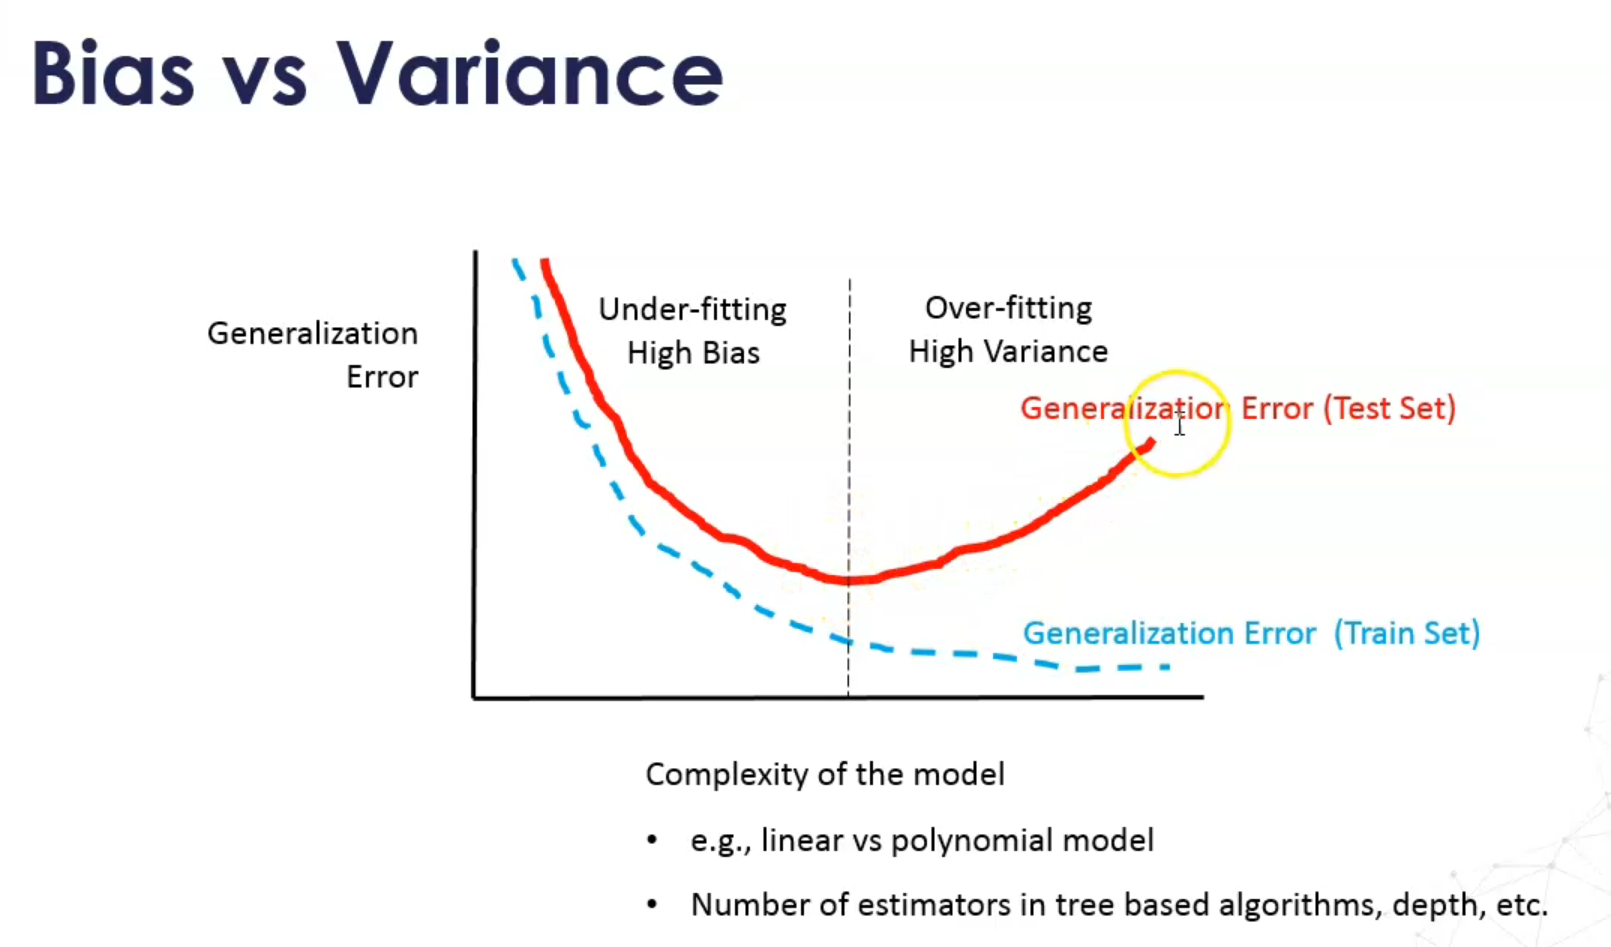 Bias vs Variance
Generalization
Error
Under-fitting
High Bias
Over-fitting
High Variance
Generalization Error (Test Set)
Generalization Error (Train Set)
Complexity of the model
• e.g., linear vs polynomial model
• Number of estimators in tree based algorithms, depth, etc.